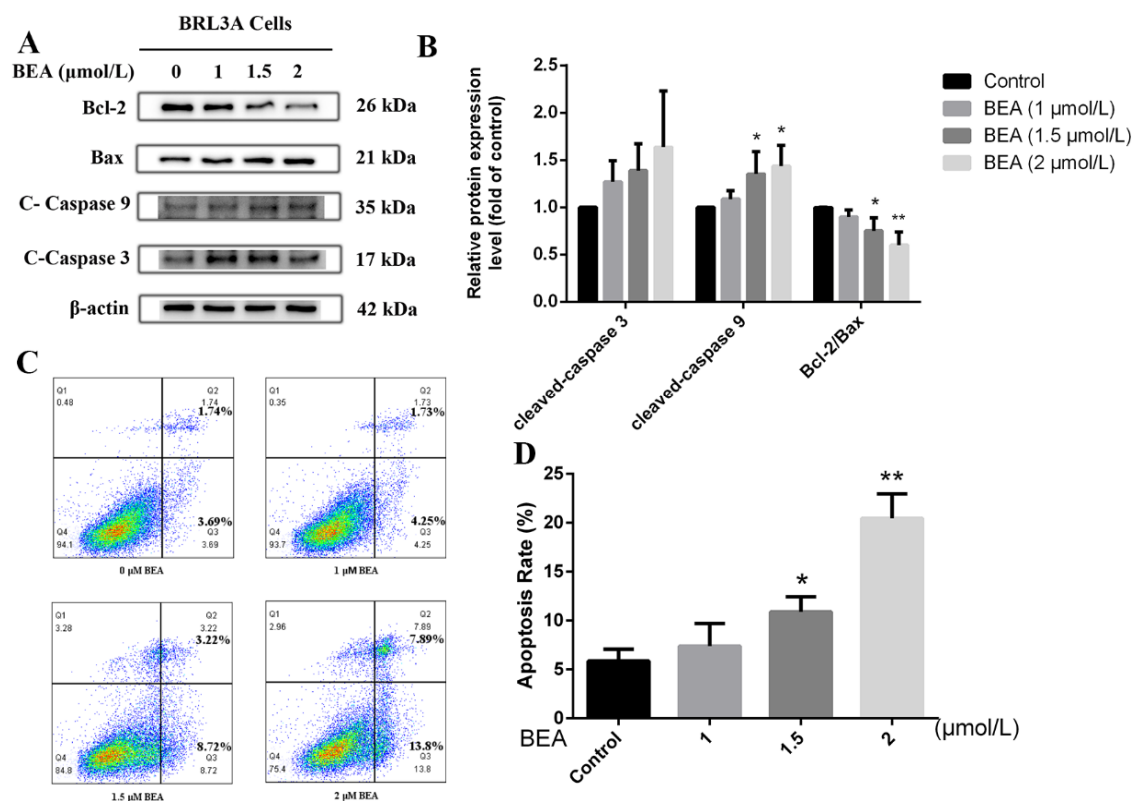 A
BRL3A Cells
BEA (μmol/L) 0 1 1.5 2
Bcl-2 26 kDa
Bax 21 kDa
C- Caspase 9 35 kDa
C-Caspase 3 17 kDa
β-actin 42 kDa
B
Relative protein expression
level (fold of control)
2.5
2.0
1.5
1.0
0.5
0.0
* *
*
**
cleaved-caspase 3
cleaved-caspase 9
Bcl-2/Bax
Control
BEA (1 μmol/L)
BEA (1.5 μmol/L)
BEA (2 μmol/L)
C
Q1
0.48
Q2
1.74
1.74%
Q4
94.1
3.69%
Q3
3.69
0 μM BEA
Q1
0.35
Q2
1.73
1.73%
Q4
93.7
4.25%
Q3
4.25
1 μM BEA
Q1
3.28
Q2
3.22
3.22%
Q4
84.8
8.72%
Q3
8.72
1.5 μM BEA
Q1
2.96
Q2
7.89
7.89%
Q4
75.4
13.8%
Q3
13.8
2 μM BEA
D
Apoptosis Rate (%)
25
20
15
10
5
0
*
**
BEA Control 1 1.5 2 (μmol/L)